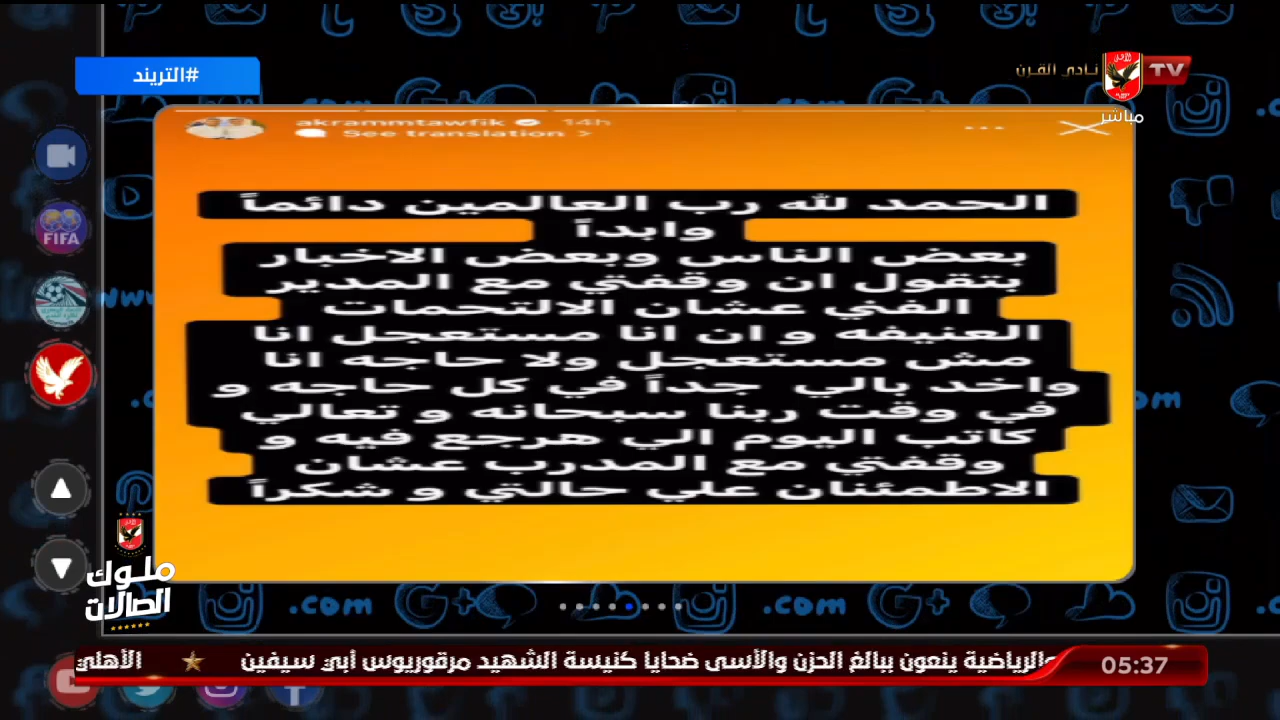 #التريند
نادي القرن
TV
مباشر
akrammtawfik 14h
See translation >
الحمد لله رب العالمين دائماً
وابداً
بعض الناس وبعض الاخبار
بتقول ان وقفتي مع المدير
الفني عشان الالتحمات
العنيفه و ان انا مستعجل انا
مش مستعجل ولا حاجه انا
واخد بالي جداً في كل حاجه و
في وقت ربنا سبحانه و تعالي
كاتب اليوم الي هرجع فيه و
وقفتي مع المدرب عشان
الاطمئنان علي حالتي و شكراً
FIFA
ملوك
الصالات
والرياضية ينعون ببالغ الحزن والأسى ضحايا كنيسة الشهيد مرقوريوس أبي سيفين
الأهلي
05:37
.com
.com